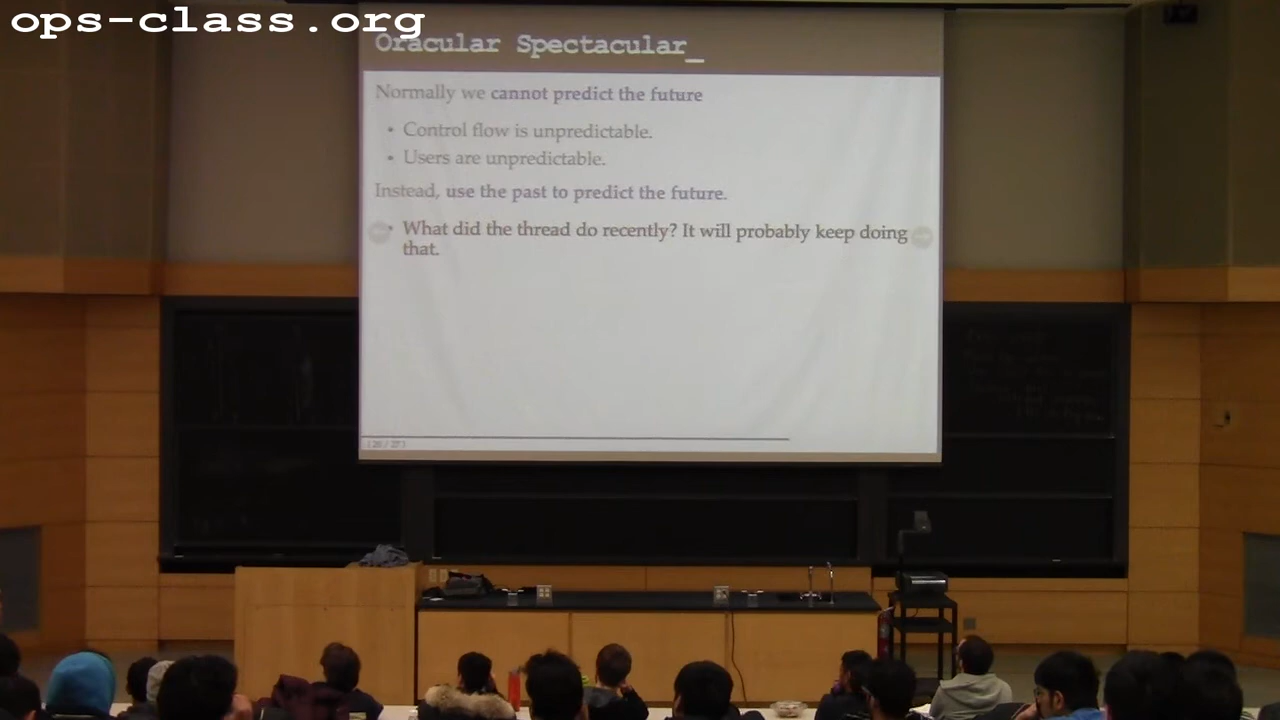 ops-class.org
Oracular Spectacular_
Normally we cannot predict the future
• Control flow is unpredictable.
• Users are unpredictable.
Instead, use the past to predict the future.
• What did the thread do recently? It will probably keep doing
that.